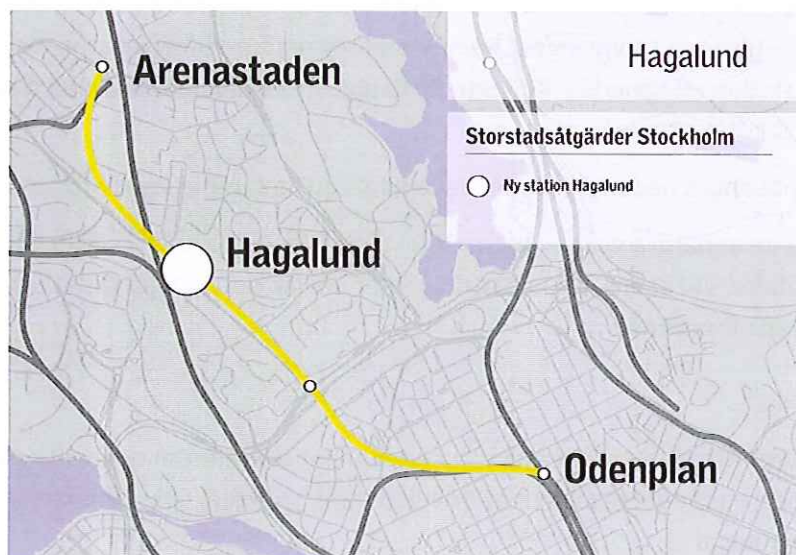 Arenastaden
Hagalund
Storstadsåtgärder Stockholm
Ny station Hagalund
Hagalund
Odenplan